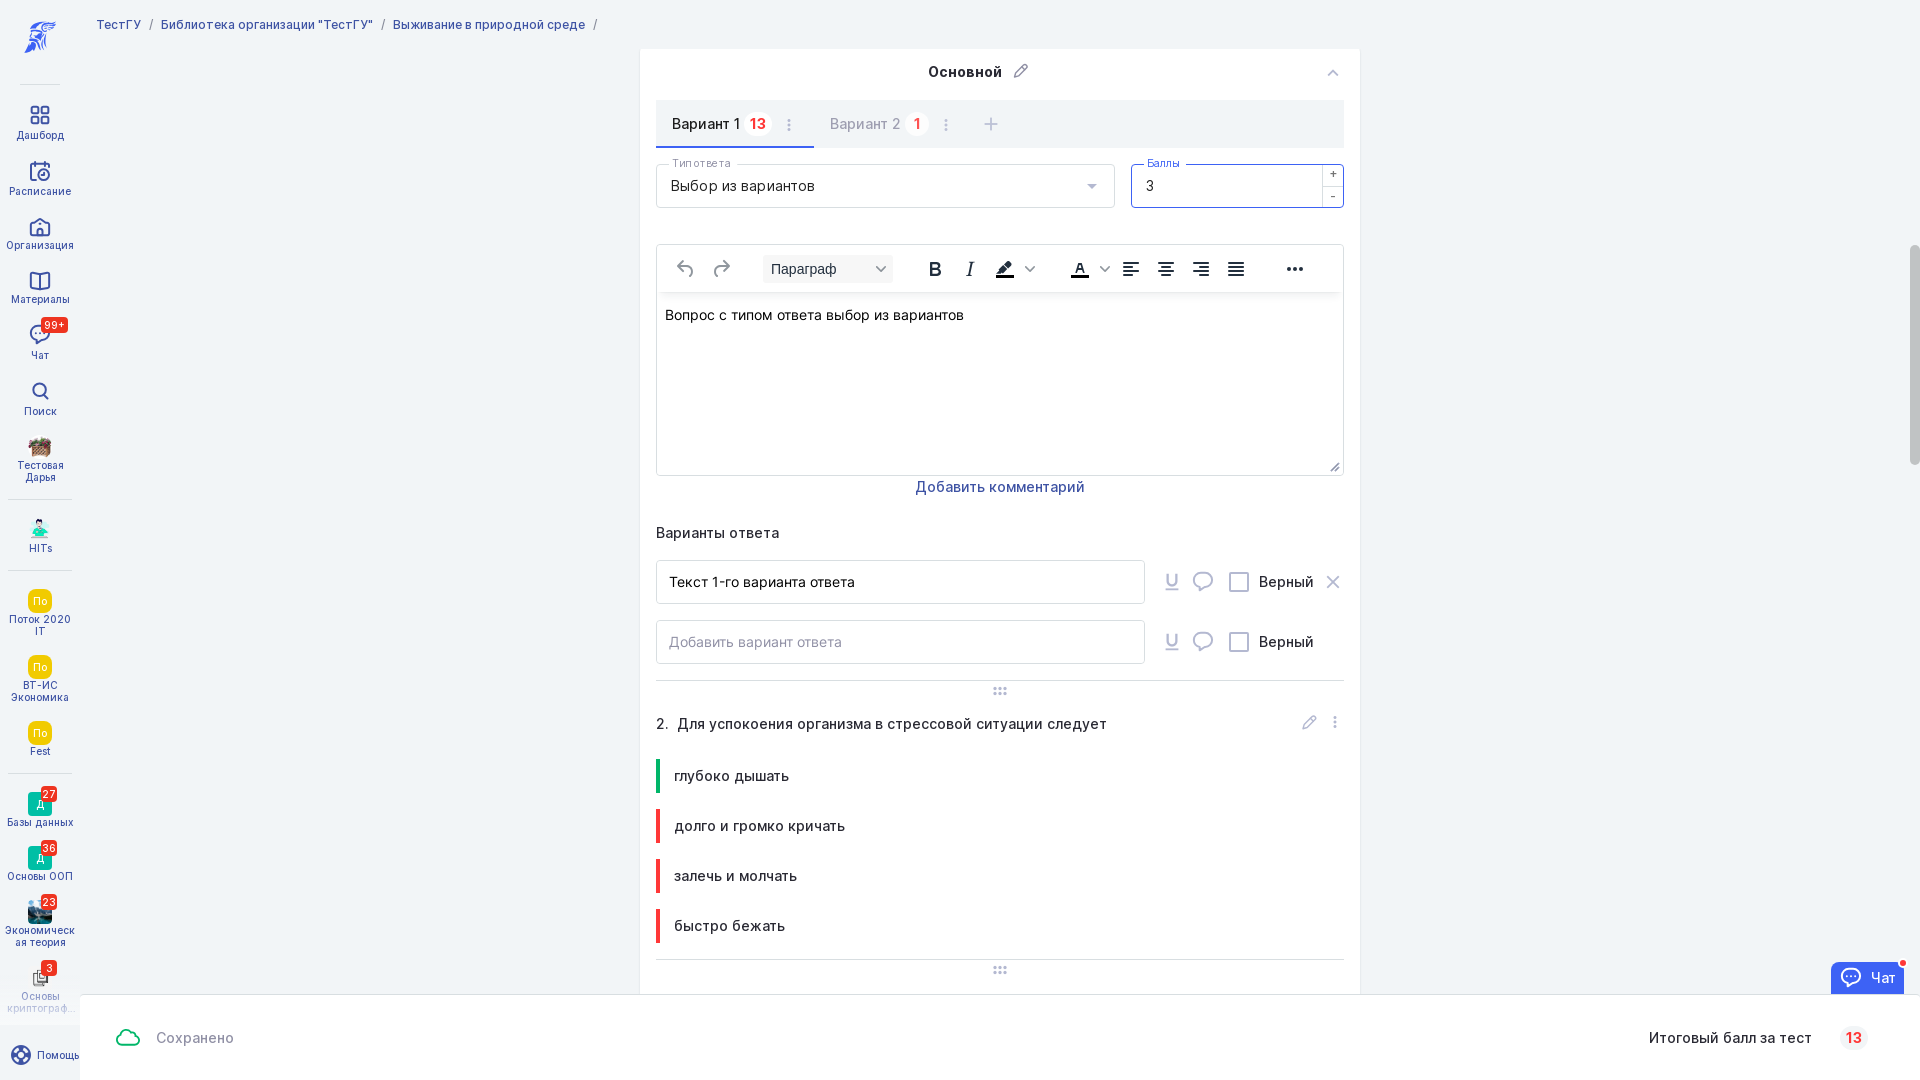 ТестГУ / Библиотека организации "ТестГУ" / Выживание в природной среде /
Дашборд
Расписание
Организация
Материалы
99+
Чат
Поиск
Тестовая
Дарья
HITs
По
Поток 2020
IT
По
ВТ-ИС
Экономика
По
Fest
27
Д
Базы данных
36
Д
Основы ООП
23
Экономическ
ая теория
3
Основы
криптограф...
Помощь
Основной
Вариант 1 13
Вариант 2 1
Тип ответа
Выбор из вариантов
Баллы
3
+
-
Параграф
B I A
Вопрос с типом ответа выбор из вариантов
Добавить комментарий
Варианты ответа
Текст 1-го варианта ответа
U Верный
Добавить вариант ответа
U Верный
2. Для успокоения организма в стрессовой ситуации следует
глубоко дышать
долго и громко кричать
залечь и молчать
быстро бежать
Чат
Сохранено
Итоговый балл за тест 13